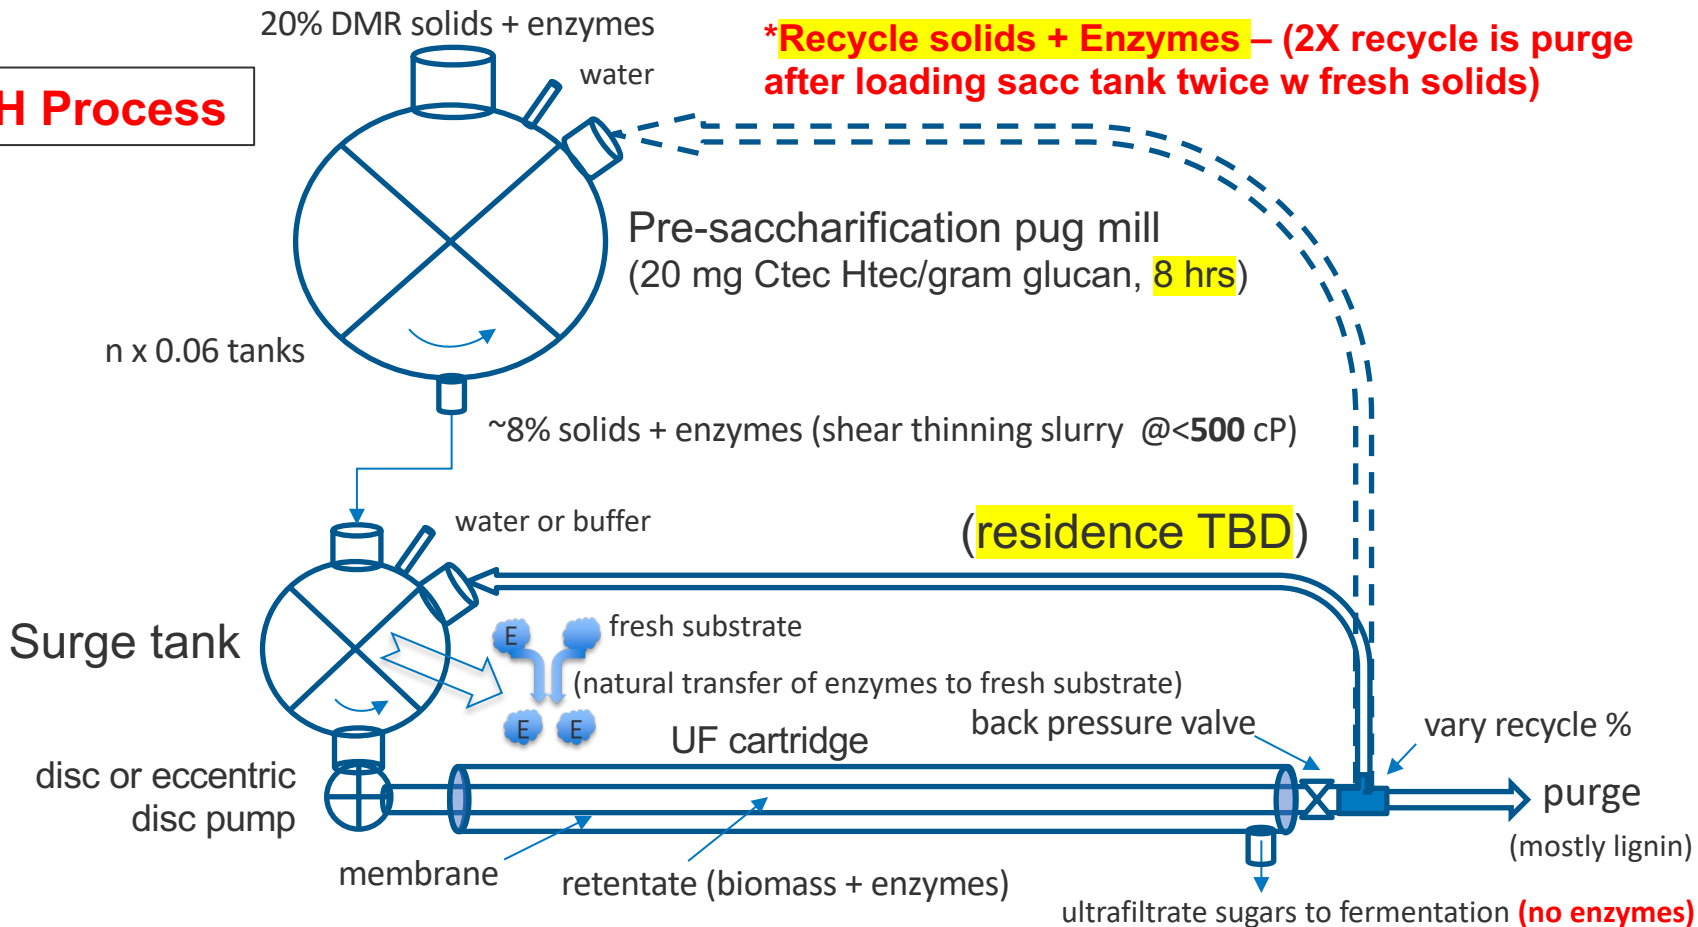 20% DMR solids + enzymes
*Recycle solids + Enzymes – (2X recycle is purge
after loading sacc tank twice w fresh solids)
water
H Process
Pre-saccharification pug mill
(20 mg Ctec Htec/gram glucan, 8 hrs)
n x 0.06 tanks
~8% solids + enzymes (shear thinning slurry @<500 cP)
water or buffer
(residence TBD)
Surge tank
E
fresh substrate
(natural transfer of enzymes to fresh substrate)
E E
back pressure valve
vary recycle %
UF cartridge
disc or eccentric
disc pump
purge
(mostly lignin)
membrane
retentate (biomass + enzymes)
ultrafiltrate sugars to fermentation (no enzymes)